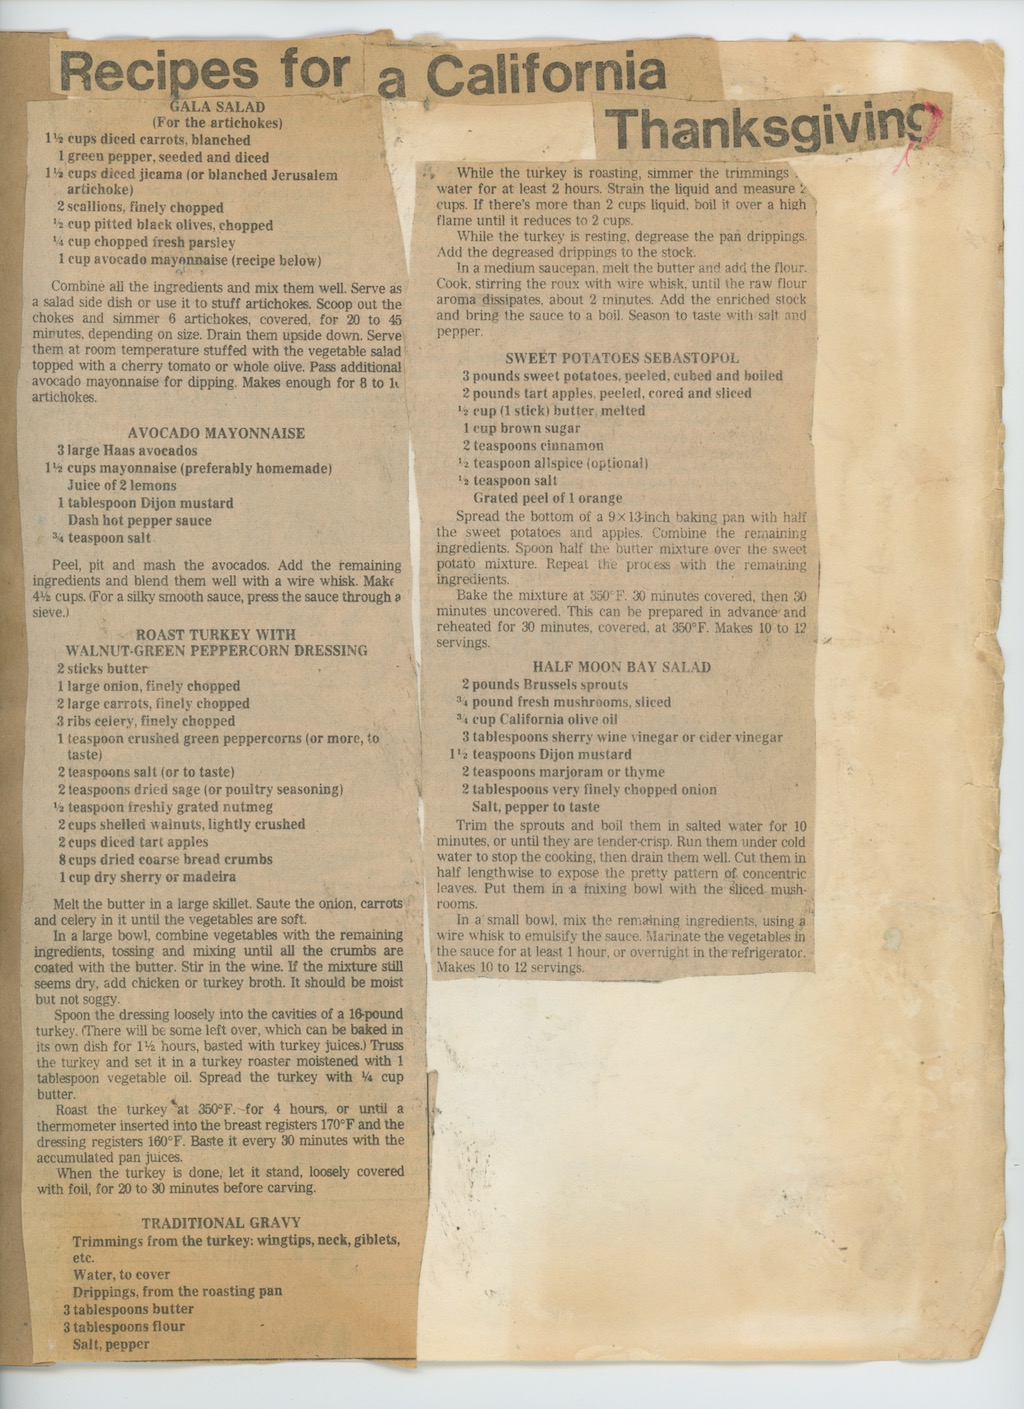 Recipes for a California
Thanksgiving
GALA SALAD
(For the artichokes)
1½ cups diced carrots, blanched
1 green pepper, seeded and diced
1½ cups diced jicama (or blanched Jerusalem
artichoke)
2 scallions, finely chopped
½ cup pitted black olives, chopped
¼ cup chopped fresh parsley
1 cup avocado mayonnaise (recipe below)
Combine all the ingredients and mix them well. Serve as
a salad side dish or use it to stuff artichokes. Scoop out the
chokes and simmer 6 artichokes, covered, for 20 to 45
minutes, depending on size. Drain them upside down. Serve
them at room temperature stuffed with the vegetable salad
topped with a cherry tomato or whole olive. Pass additional
avocado mayonnaise for dipping. Makes enough for 8 to
artichokes.
AVOCADO MAYONNAISE
3 large Haas avocados
1½ cups mayonnaise (preferably homemade)
Juice of 2 lemons
1 tablespoon Dijon mustard
Dash hot pepper sauce
¾ teaspoon salt
Peel, pit and mash the avocados. Add the remaining
ingredients and blend them well with a wire whisk. Make
4½ cups. (For a silky smooth sauce, press the sauce through a
sieve.)
ROAST TURKEY WITH
WALNUT-GREEN PEPPERCORN DRESSING
2 sticks butter
1 large onion, finely chopped
2 large carrots, finely chopped
3 ribs celery, finely chopped
1 teaspoon crushed green peppercorns (or more, to
taste)
2 teaspoons salt (or to taste)
2 teaspoons dried sage (or poultry seasoning)
½ teaspoon freshly grated nutmeg
2 cups shelled walnuts, lightly crushed
2 cups diced tart apples
8 cups dried coarse bread crumbs
1 cup dry sherry or madeira
Melt the butter in a large skillet. Saute the onion, carrots
and celery in it until the vegetables are soft.
In a large bowl, combine vegetables with the remaining
ingredients, tossing and mixing until all the crumbs are
coated with the butter. Stir in the wine. If the mixture still
seems dry, add chicken or turkey broth. It should be moist
but not soggy.
Spoon the dressing loosely into the cavities of a 16-pound
turkey. (There will be some left over, which can be baked in
its own dish for 1½ hours, basted with turkey juices.) Truss
the turkey and set it in a turkey roaster moistened with 1
tablespoon vegetable oil. Spread the turkey with ¼ cup
butter.
Roast the turkey at 350°F. for 4 hours, or until a
thermometer inserted into the breast registers 170°F and the
dressing registers 160°F. Baste it every 30 minutes with the
accumulated pan juices.
When the turkey is done, let it stand, loosely covered
with foil, for 20 to 30 minutes before carving.
TRADITIONAL GRAVY
Trimmings from the turkey: wingtips, neck, giblets,
etc.
Water, to cover
Drippings, from the roasting pan
3 tablespoons butter
3 tablespoons flour
Salt, pepper
While the turkey is roasting, simmer the trimmings
water for at least 2 hours. Strain the liquid and measure 2
cups. If there's more than 2 cups liquid, boil it over a high
flame until it reduces to 2 cups.
While the turkey is resting, degrease the pan drippings.
Add the degreased drippings to the stock.
In a medium saucepan, melt the butter and add the flour.
Cook, stirring the roux with wire whisk, until the raw flour
aroma dissipates, about 2 minutes. Add the enriched stock
and bring the sauce to a boil. Season to taste with salt and
pepper.
SWEET POTATOES SEBASTOPOL
3 pounds sweet potatoes, peeled, cubed and boiled
2 pounds tart apples, peeled, cored and sliced
½ cup (1 stick) butter, melted
1 cup brown sugar
2 teaspoons cinnamon
½ teaspoon allspice (optional)
½ teaspoon salt
Grated peel of 1 orange
Spread the bottom of a 9×13-inch baking pan with half
the sweet potatoes and apples. Combine the remaining
ingredients. Spoon half the butter mixture over the sweet
potato mixture. Repeat the process with the remaining
ingredients.
Bake the mixture at 350°F. 30 minutes covered, then 30
minutes uncovered. This can be prepared in advance and
reheated for 30 minutes, covered, at 350°F. Makes 10 to 12
servings.
HALF MOON BAY SALAD
2 pounds Brussels sprouts
¾ pound fresh mushrooms, sliced
¾ cup California olive oil
3 tablespoons sherry wine vinegar or cider vinegar
1½ teaspoons Dijon mustard
2 teaspoons marjoram or thyme
2 tablespoons very finely chopped onion
Salt, pepper to taste
Trim the sprouts and boil them in salted water for 10
minutes, or until they are tender-crisp. Run them under cold
water to stop the cooking, then drain them well. Cut them in
half lengthwise to expose the pretty pattern of concentric
leaves. Put them in a mixing bowl with the sliced mush-
rooms.
In a small bowl, mix the remaining ingredients, using a
wire whisk to emulsify the sauce. Marinate the vegetables in
the sauce for at least 1 hour, or overnight in the refrigerator.
Makes 10 to 12 servings.